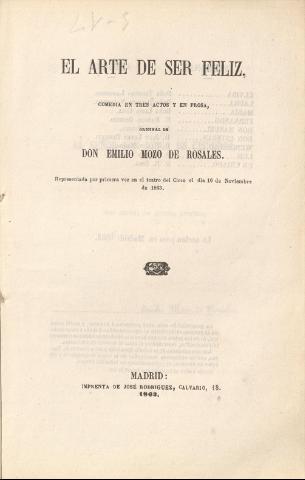 EL ARTE DE SER FELIZ,
COMEDIA EN TRES ACTOS Y EN PROSA,
ORIGINAL DE
DON EMILIO MOZO DE ROSALES.
Representada por primera vez en el teatro del Circo el dia 10 de Noviembre
de 1863.
MADRID:
IMPRENTA DE JOSÉ RODRIGUEZ, CALVARIO, 18.
1863.